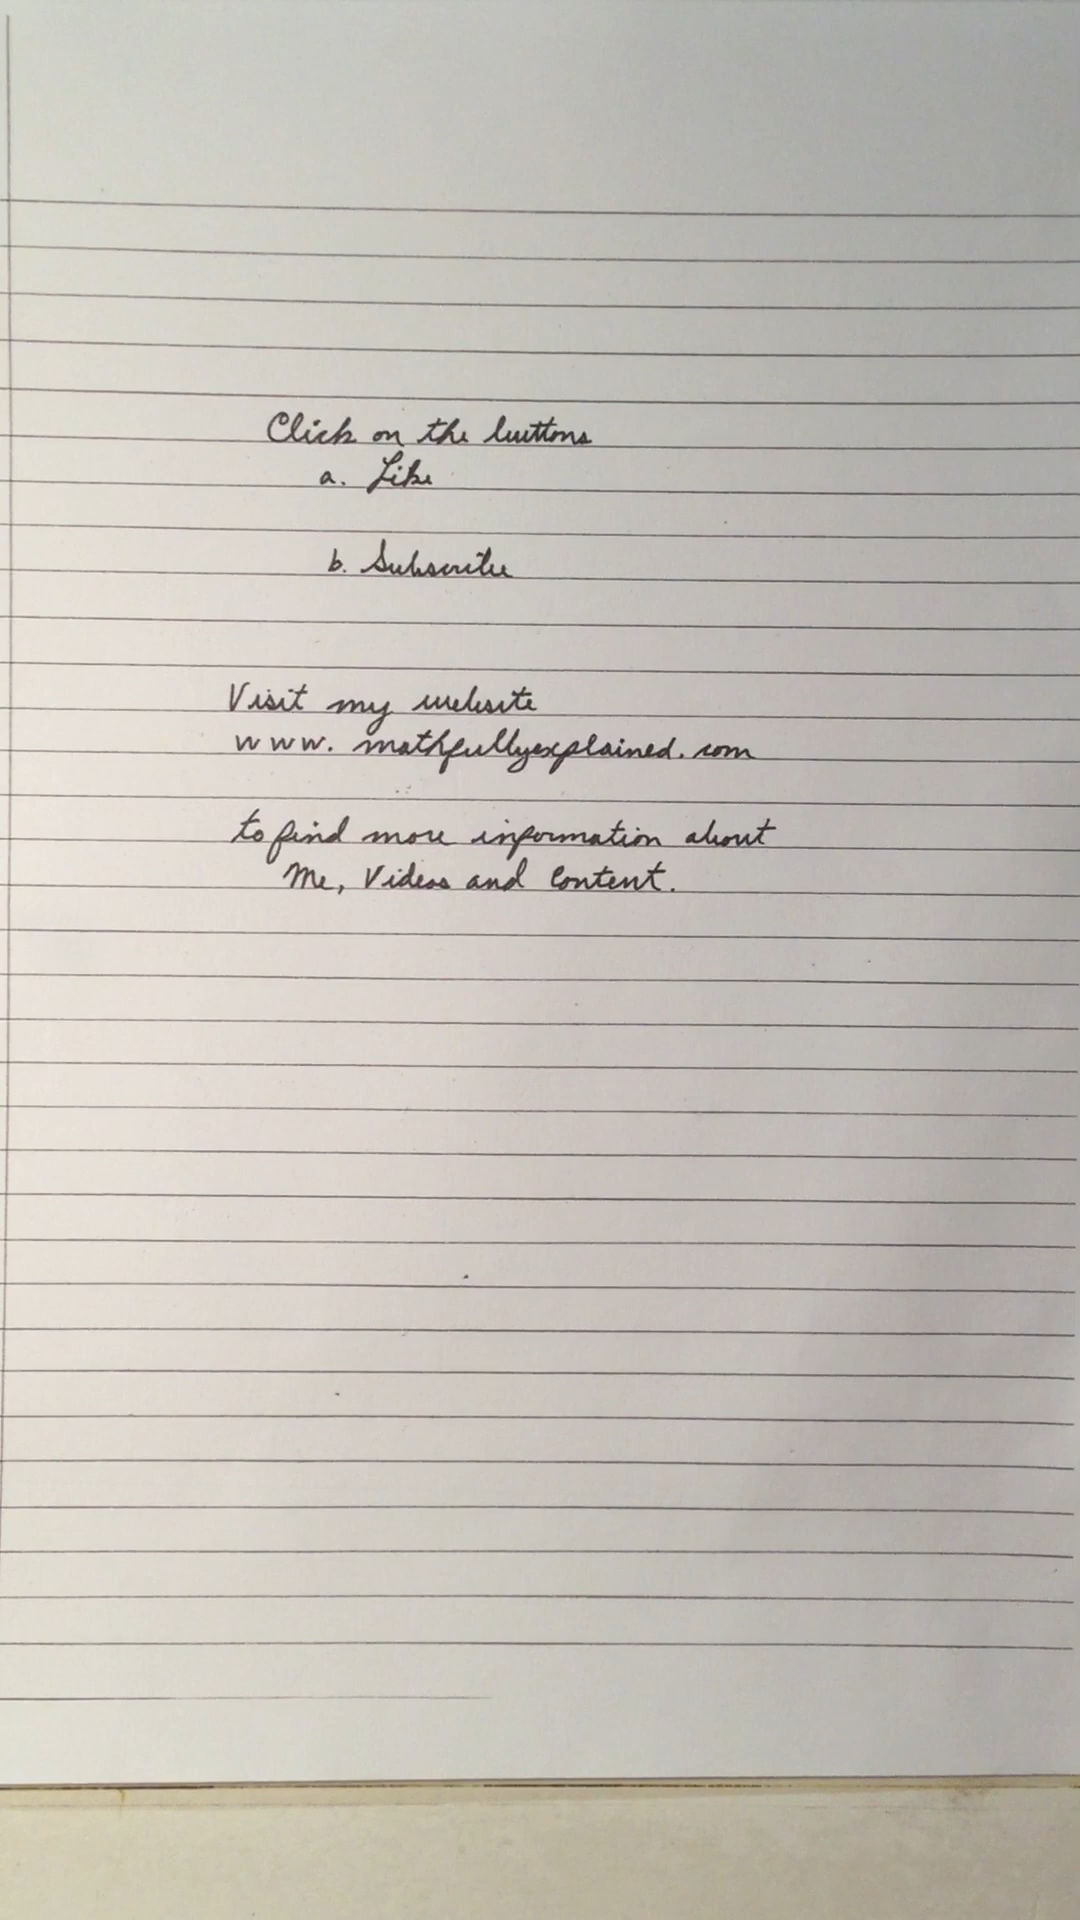 Click on the buttons
a. Like
b. Subscribe
Visit my website
www.mathfullyexplained.com
to find more information about
Me, Videos and Content.